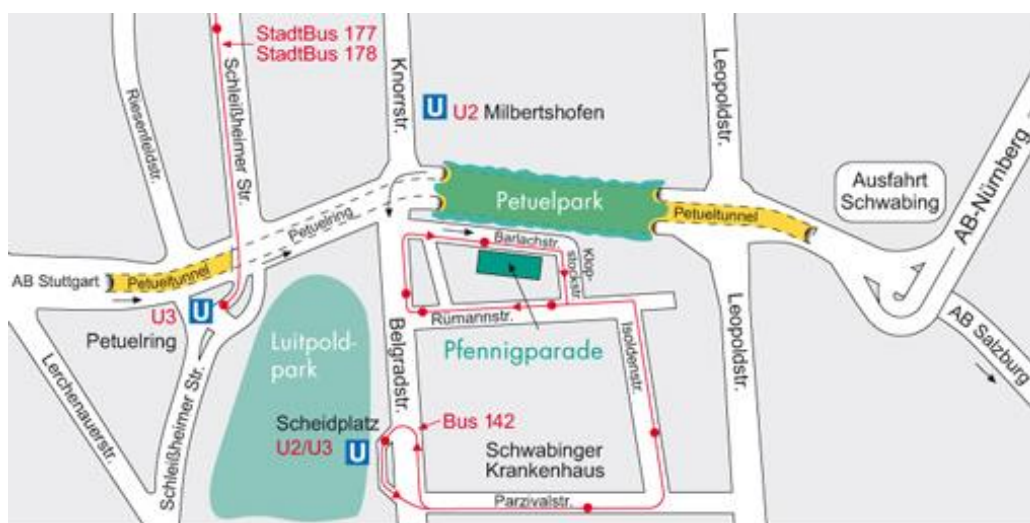 StadtBus 177
StadtBus 178
Riesenfeldstr.
Schleißheimer Str.
Knorrstr.
Leopoldstr.
AB-Nürnberg
U U2 Milbertshofen
Petuelpark
Ausfahrt
Schwabing
Petueltunnel
Petuelring
Barlachstr.
Klop-
stockstr.
AB Stuttgart
Petueltunnel
U3 U
Petuelring
Rümannstr.
Pfennigparade
Isoldenstr.
Leopoldstr.
AB Salzburg
Luitpold-
park
Belgradstr.
Lerchenauerstr.
Schleißheimer Str.
Scheidplatz
U2/U3 U
Bus 142
Schwabinger
Krankenhaus
Parzivalstr.